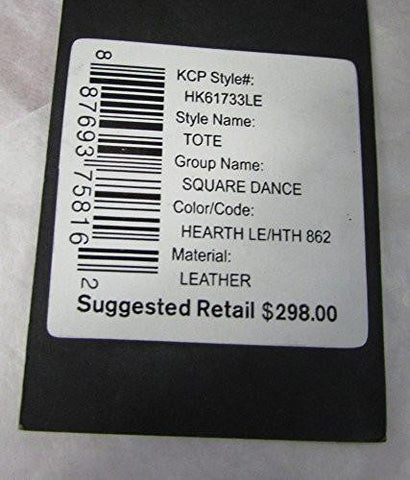 8 87693 75816 2
KCP Style#:
HK61733LE
Style Name:
TOTE
Group Name:
SQUARE DANCE
Color/Code:
HEARTH LE/HTH 862
Material:
LEATHER
Suggested Retail $298.00